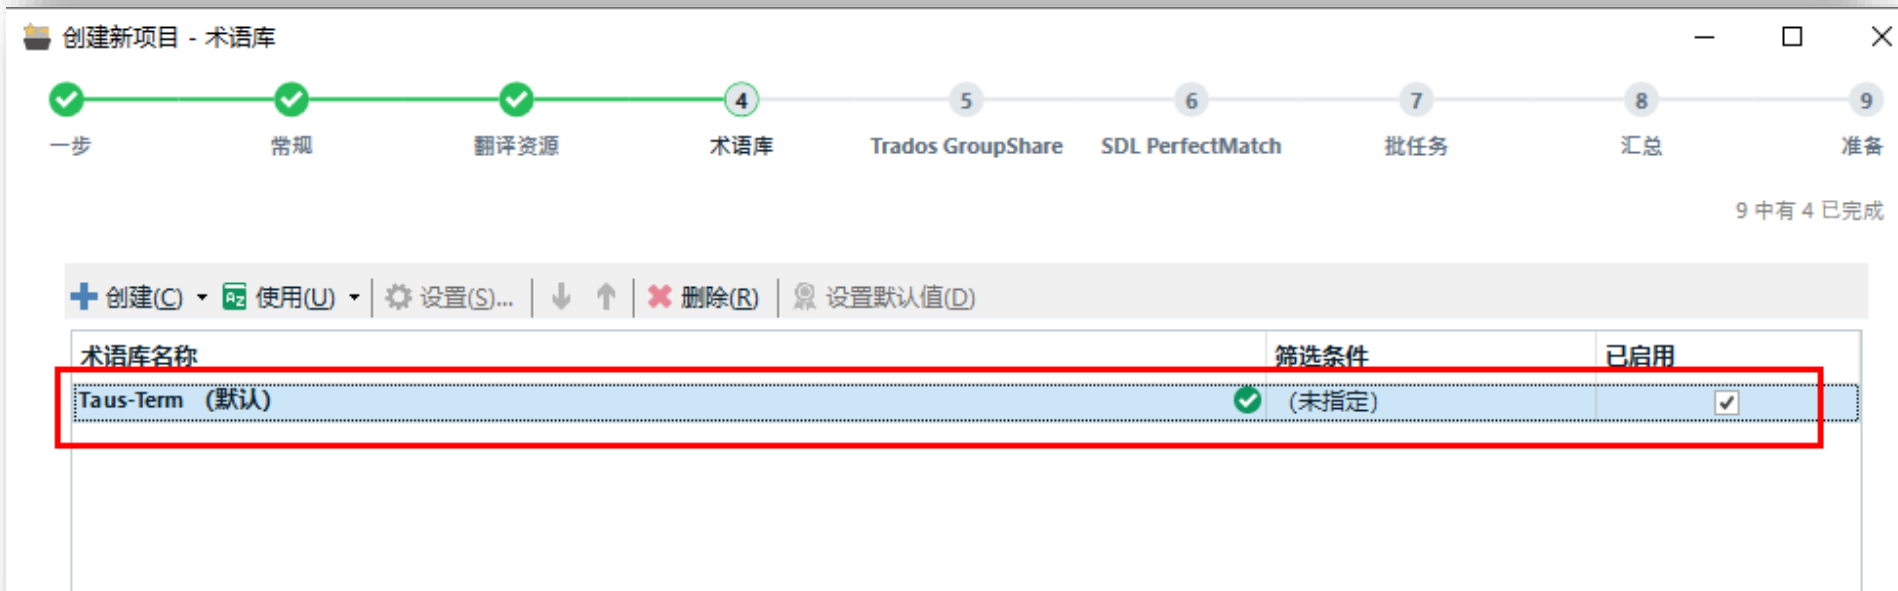 创建新项目 - 术语库
4 5 6 7 8 9
一步 常规 翻译资源 术语库 Trados GroupShare SDL PerfectMatch 批任务 汇总 准备
9 中有 4 已完成
创建(C) 使用(U) 设置(S)... 删除(R) 设置默认值(D)
术语库名称 筛选条件 已启用
Taus-Term (默认) (未指定)